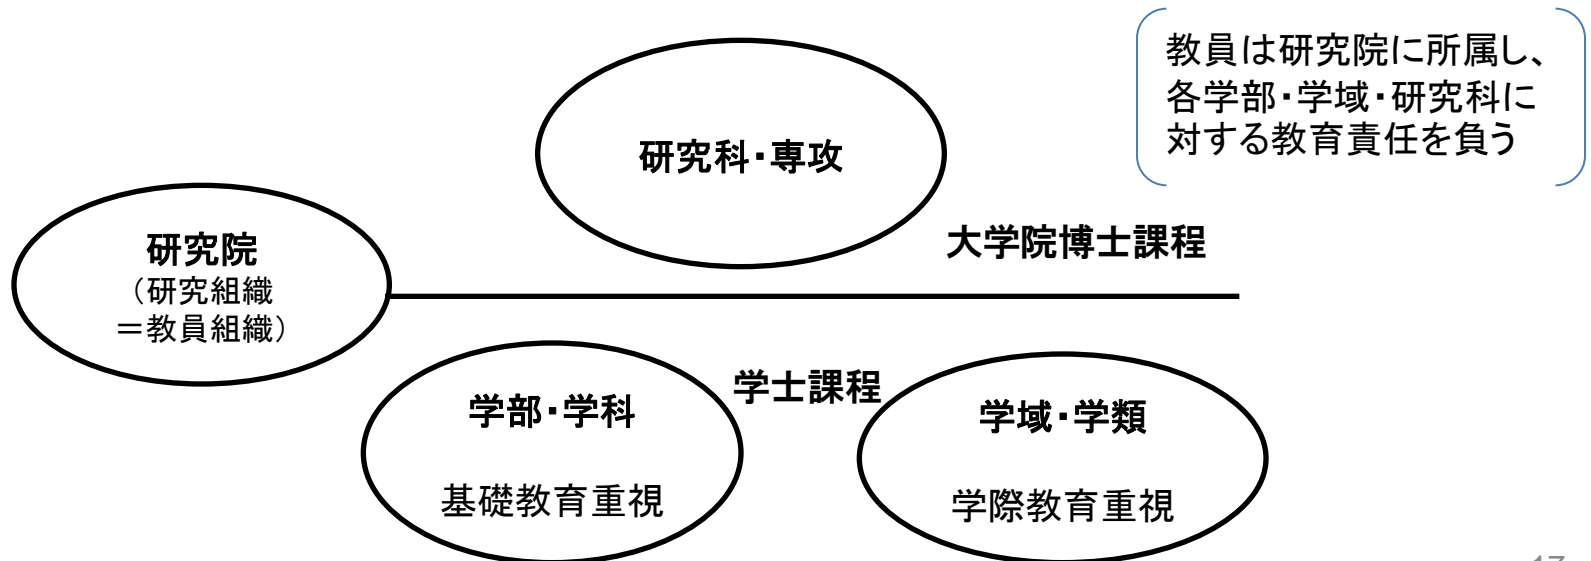 教員は研究院に所属し、
各学部・学域・研究科に
対する教育責任を負う
研究科・専攻
大学院博士課程
研究院
（研究組織
＝教員組織）
学士課程
学部・学科
基礎教育重視
学域・学類
学際教育重視